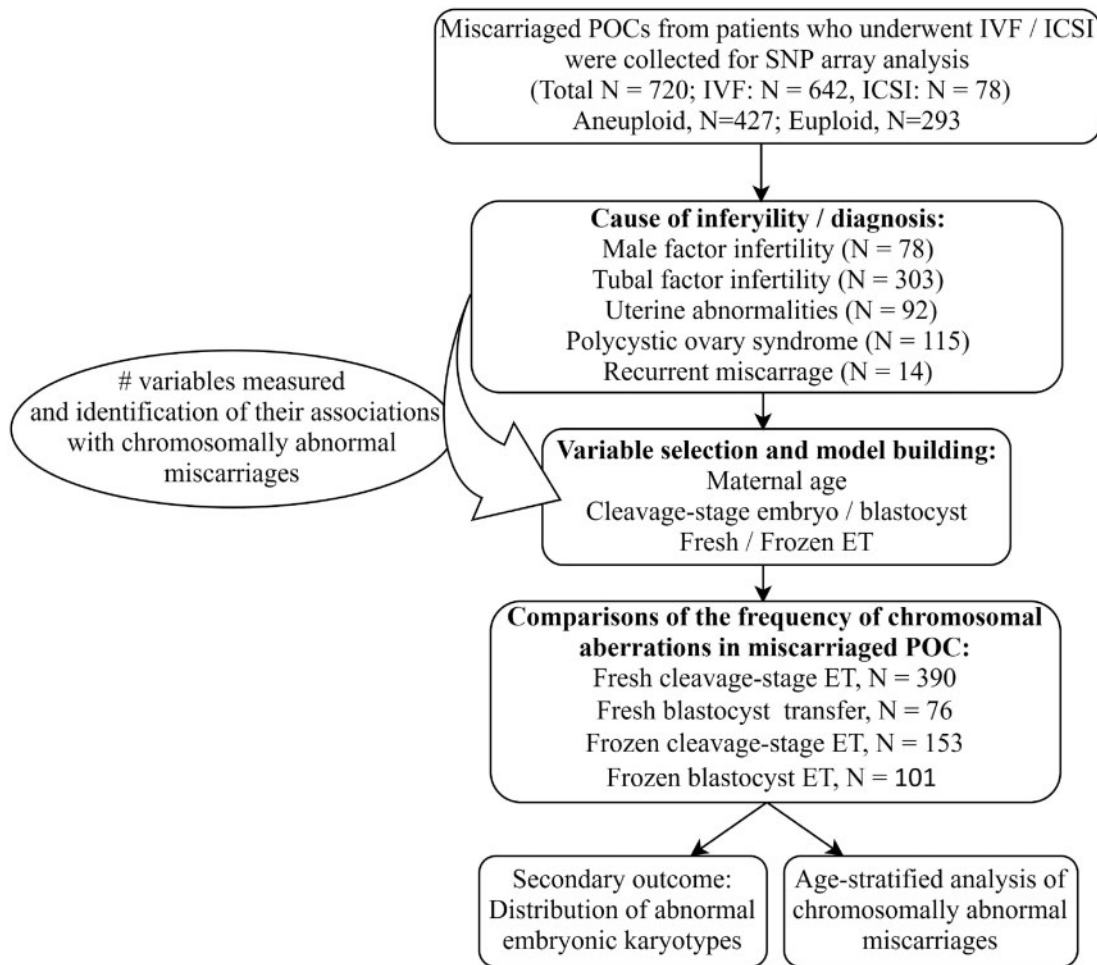 Miscarriaged POCs from patients who underwent IVF / ICSI
were collected for SNP array analysis
(Total N = 720; IVF: N = 642, ICSI: N = 78)
Aneuploid, N=427; Euploid, N=293
Cause of inferyility / diagnosis:
Male factor infertility (N = 78)
Tubal factor infertility (N = 303)
Uterine abnormalities (N = 92)
Polycystic ovary syndrome (N = 115)
Recurrent miscarrage (N = 14)
# variables measured
and identification of their associations
with chromosomally abnormal
miscarriages
Variable selection and model building:
Maternal age
Cleavage-stage embryo / blastocyst
Fresh / Frozen ET
Comparisons of the frequency of chromosomal
aberrations in miscarriaged POC:
Fresh cleavage-stage ET, N = 390
Fresh blastocyst transfer, N = 76
Frozen cleavage-stage ET, N = 153
Frozen blastocyst ET, N = 101
Secondary outcome:
Distribution of abnormal
embryonic karyotypes
Age-stratified analysis of
chromosomally abnormal
miscarriages